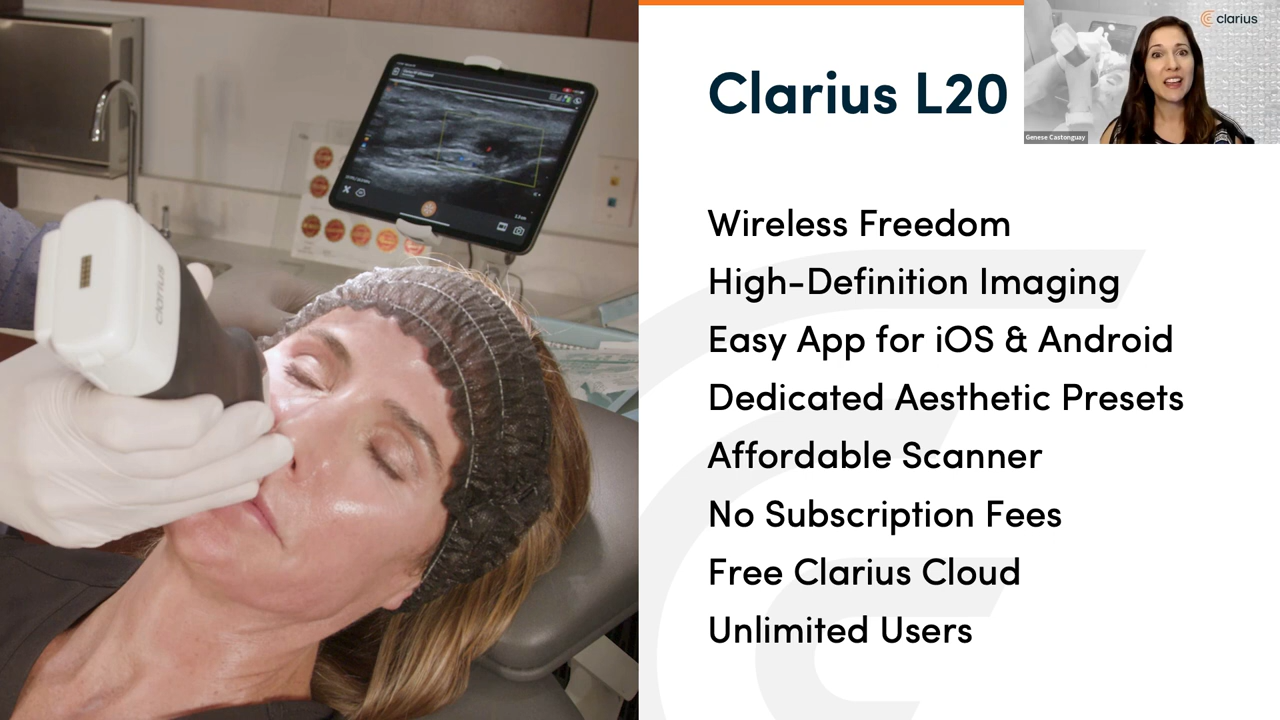 Clarius L20
clarius
Genese Castonguay
clarius
Wireless Freedom
High-Definition Imaging
Easy App for iOS & Android
Dedicated Aesthetic Presets
Affordable Scanner
No Subscription Fees
Free Clarius Cloud
Unlimited Users